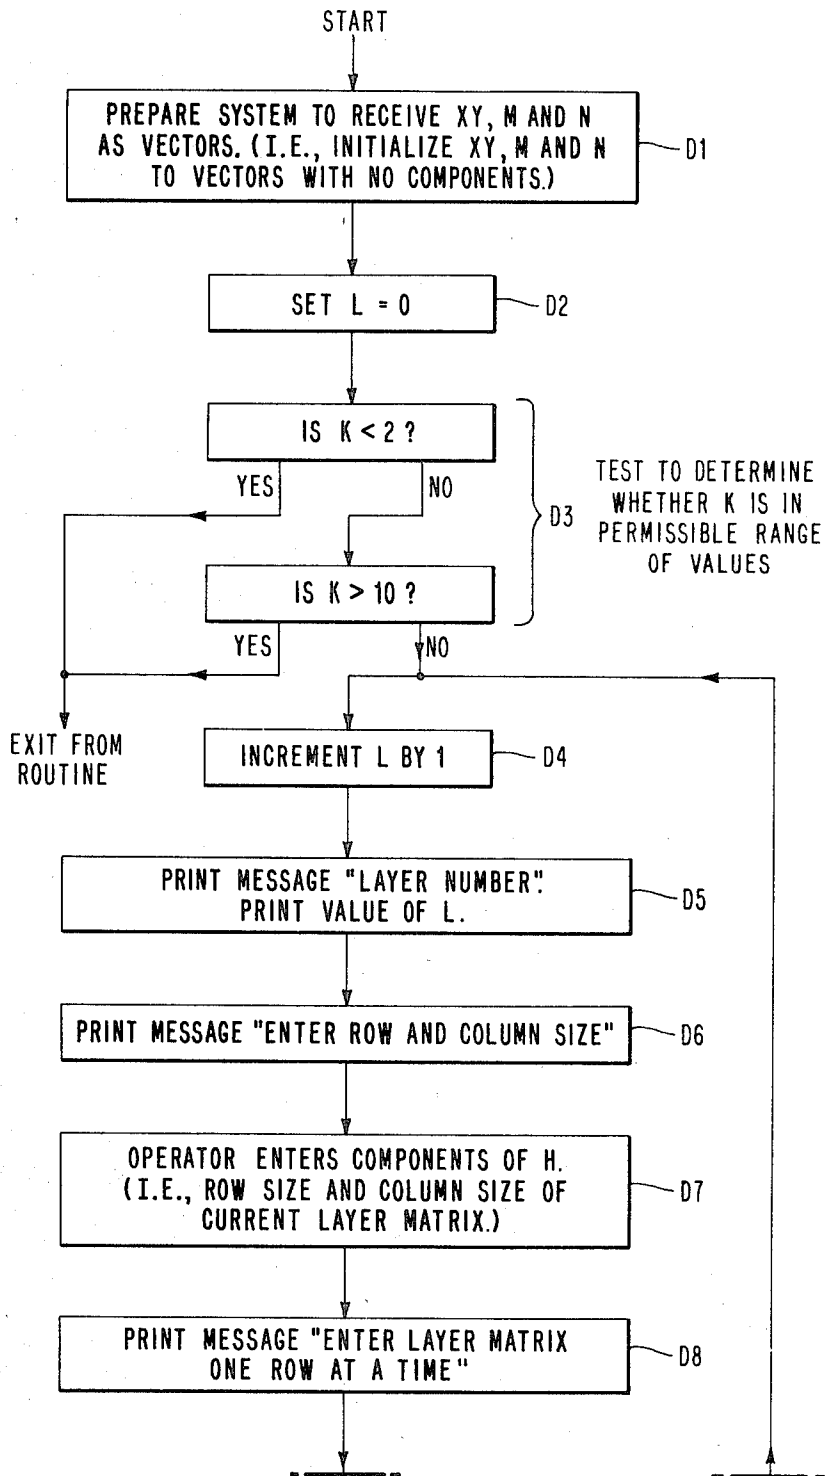 START
PREPARE SYSTEM TO RECEIVE XY, M AND N
AS VECTORS. (I.E., INITIALIZE XY, M AND N
TO VECTORS WITH NO COMPONENTS.)
D1
SET L = 0
D2
IS K < 2 ?
YES
NO
D3
TEST TO DETERMINE
WHETHER K IS IN
PERMISSIBLE RANGE
OF VALUES
IS K > 10 ?
YES
NO
EXIT FROM
ROUTINE
INCREMENT L BY 1
D4
PRINT MESSAGE "LAYER NUMBER".
PRINT VALUE OF L.
D5
PRINT MESSAGE "ENTER ROW AND COLUMN SIZE"
D6
OPERATOR ENTERS COMPONENTS OF H.
(I.E., ROW SIZE AND COLUMN SIZE OF
CURRENT LAYER MATRIX.)
D7
PRINT MESSAGE "ENTER LAYER MATRIX
ONE ROW AT A TIME"
D8